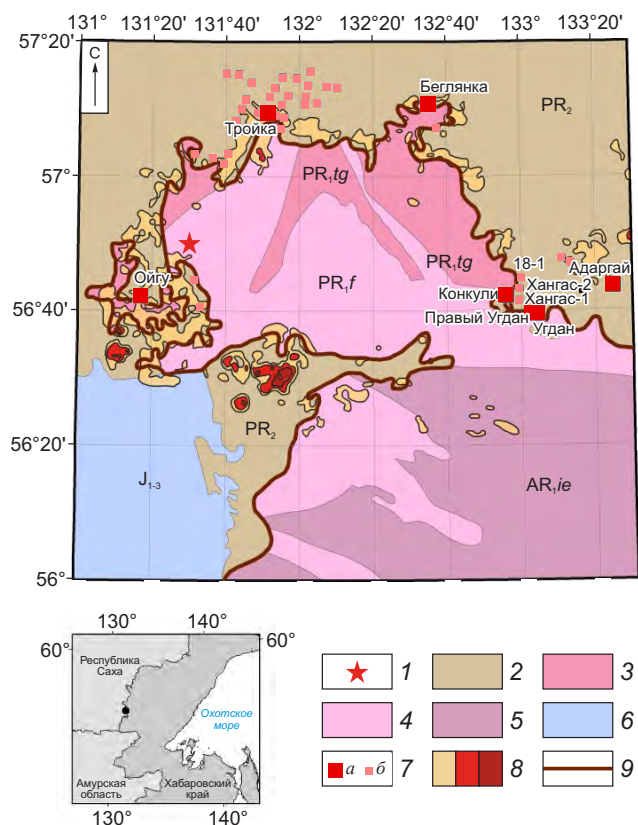 131° 131°20' 131°40' 132° 132°20' 132°40' 133° 133°20'
57°20'
С
Беглянка
PR₂
Тройка
57°
PR₁tg
18-1
PR₁tg
Адаргай
Ойгу
PR₁f
Хангас-2
Конкули
Хангас-1
56°40'
Правый Угдан
Угдан
56°20'
PR₂
J₁₋₃
AR₁ie
56°
130° 140°
60° 60°
Республика
Саха
Охотское
море
Амурская
область
Хабаровский
край
130° 140°
1 2 3
4 5 6
а б 7 8 9